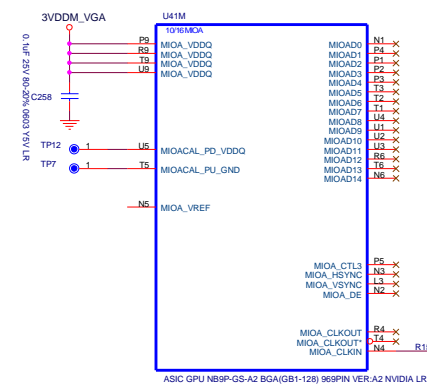 3VDDM_VGA
U41M
10/16 MIOA
P9 MIOA_VDDQ
R9 MIOA_VDDQ
T9 MIOA_VDDQ
U9 MIOA_VDDQ
0.1uF 25V 80-20% 0603 Y5V LR
C258
TP12 1 U5 MIOACAL_PD_VDDQ
TP7 1 T5 MIOACAL_PU_GND
N5 MIOA_VREF
MIOAD0 N1
MIOAD1 P4
MIOAD2 P1
MIOAD3 P2
MIOAD4 P3
MIOAD5 T3
MIOAD6 T2
MIOAD7 T1
MIOAD8 U4
MIOAD9 U1
MIOAD10 U2
MIOAD11 U3
MIOAD12 R6
MIOAD13 T6
MIOAD14 N6
MIOA_CTL3 P5
MIOA_HSYNC N3
MIOA_VSYNC L3
MIOA_DE N2
MIOA_CLKOUT R4
MIOA_CLKOUT* T4
MIOA_CLKIN N4
ASIC GPU NB9P-GS-A2 BGA(GB1-128) 969PIN VER:A2 NVIDIA LR